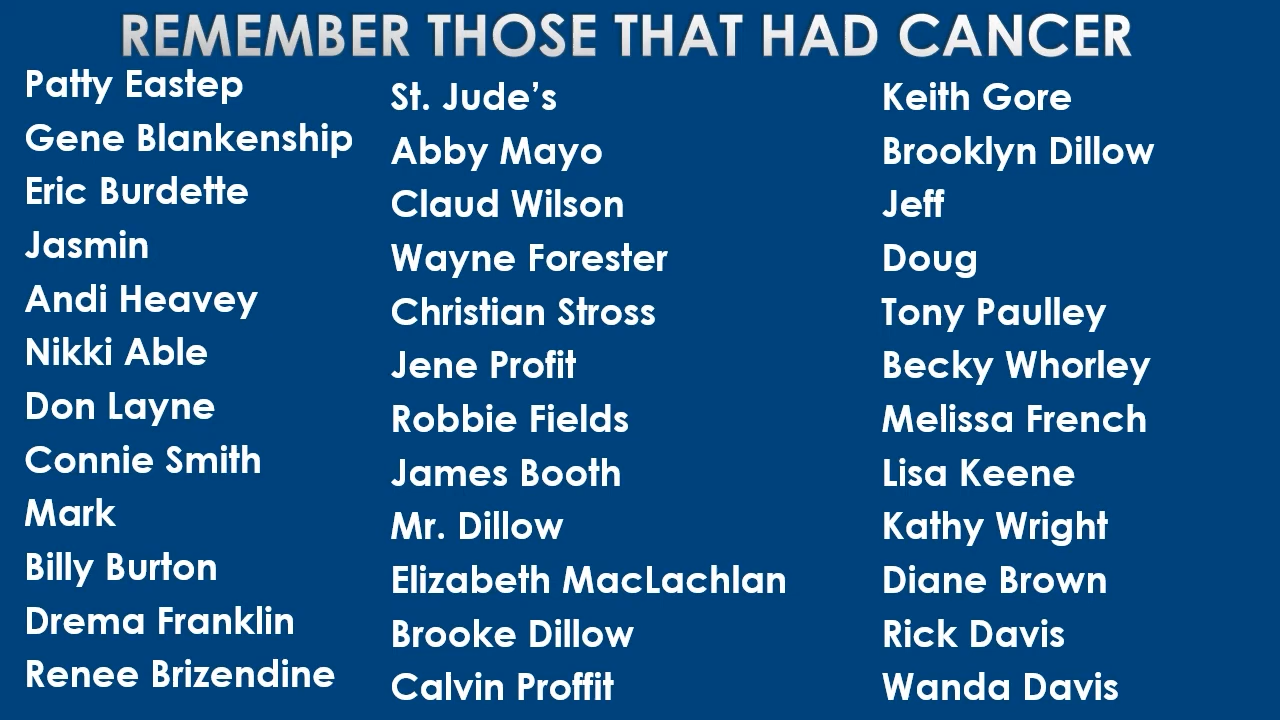 REMEMBER THOSE THAT HAD CANCER
Patty Eastep
Gene Blankenship
Eric Burdette
Jasmin
Andi Heavey
Nikki Able
Don Layne
Connie Smith
Mark
Billy Burton
Drema Franklin
Renee Brizendine
St. Jude’s
Abby Mayo
Claud Wilson
Wayne Forester
Christian Stross
Jene Profit
Robbie Fields
James Booth
Mr. Dillow
Elizabeth MacLachlan
Brooke Dillow
Calvin Proffit
Keith Gore
Brooklyn Dillow
Jeff
Doug
Tony Paulley
Becky Whorley
Melissa French
Lisa Keene
Kathy Wright
Diane Brown
Rick Davis
Wanda Davis